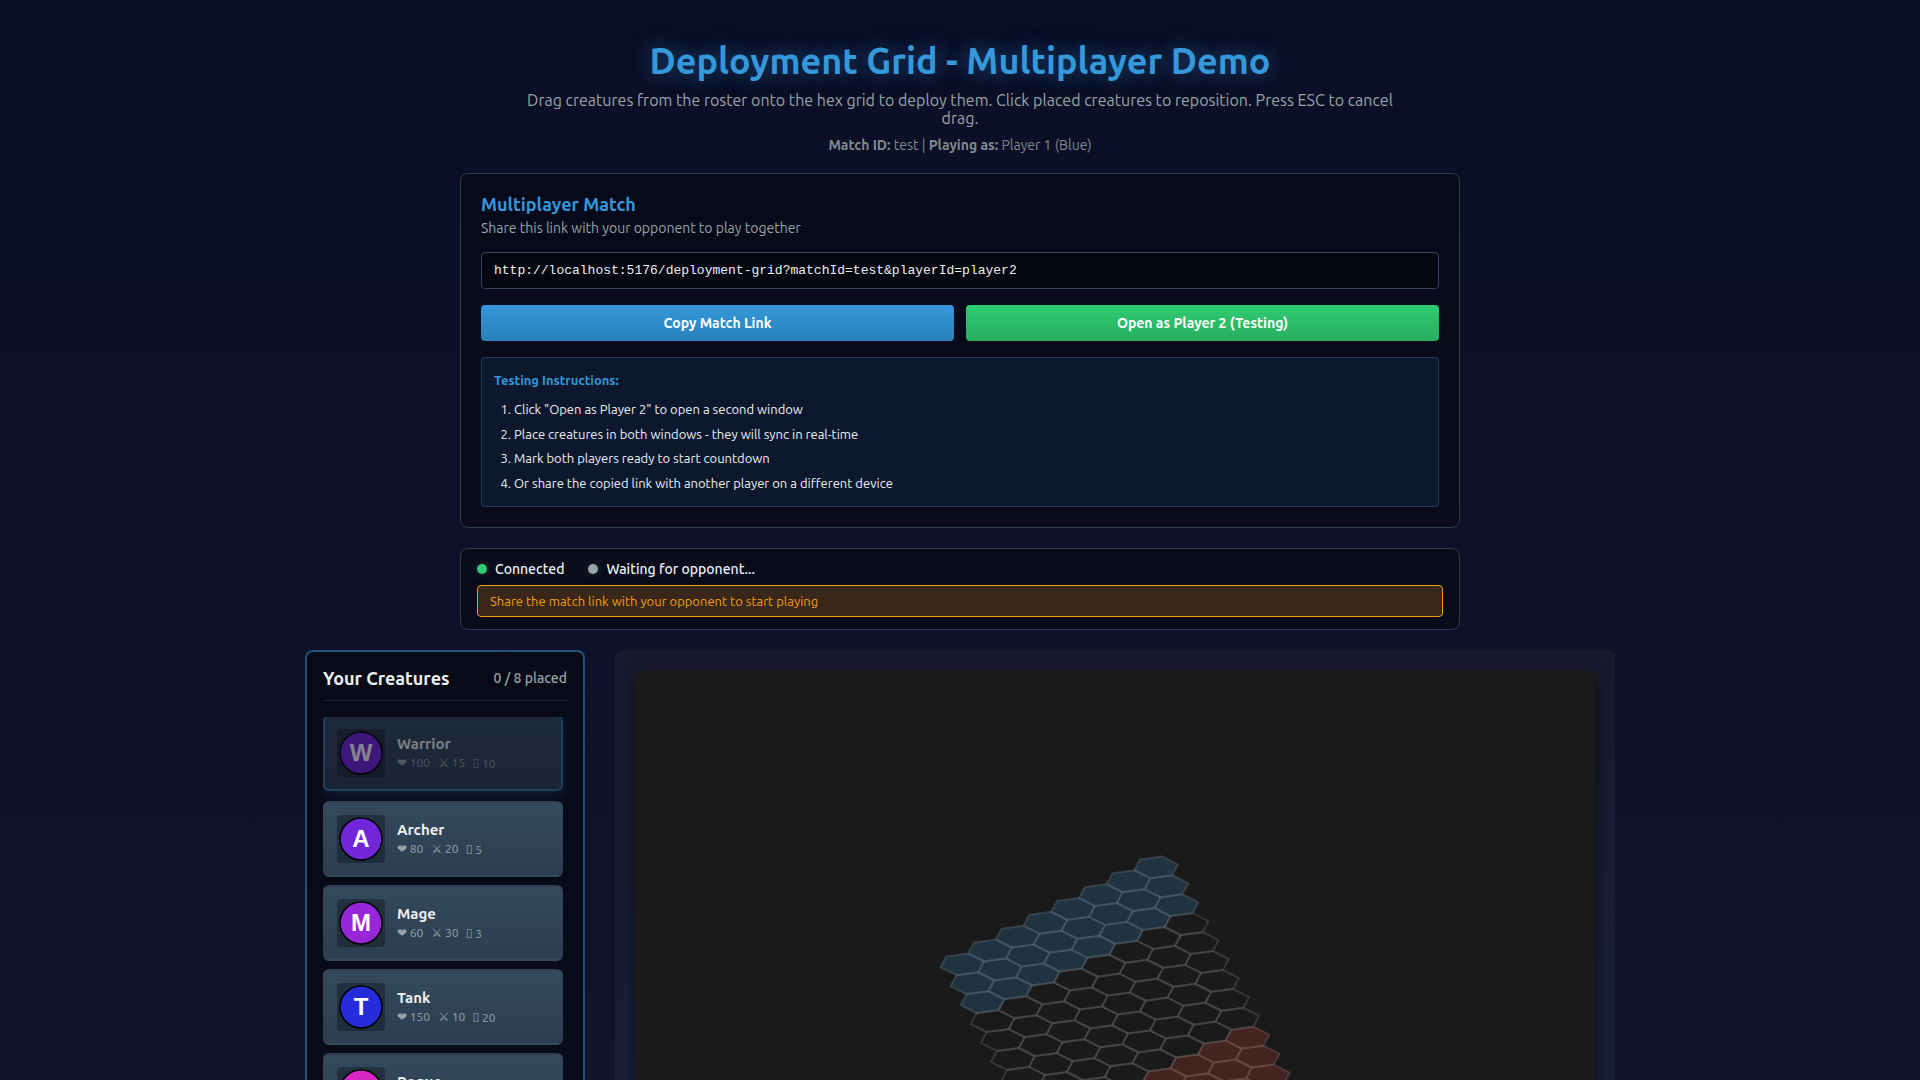 Deployment Grid - Multiplayer Demo
Drag creatures from the roster onto the hex grid to deploy them. Click placed creatures to reposition. Press ESC to cancel
drag.
Match ID: test | Playing as: Player 1 (Blue)
Multiplayer Match
Share this link with your opponent to play together
http://localhost:5176/deployment-grid?matchId=test&playerId=player2
Copy Match Link
Open as Player 2 (Testing)
Testing Instructions:
1. Click "Open as Player 2" to open a second window
2. Place creatures in both windows - they will sync in real-time
3. Mark both players ready to start countdown
4. Or share the copied link with another player on a different device
Connected
Waiting for opponent...
Share the match link with your opponent to start playing
Your Creatures
0 / 8 placed
W
Warrior
❤ 100 ⚔ 15 10
A
Archer
❤ 80 ⚔ 20 5
M
Mage
❤ 60 ⚔ 30 3
T
Tank
❤ 150 ⚔ 10 20